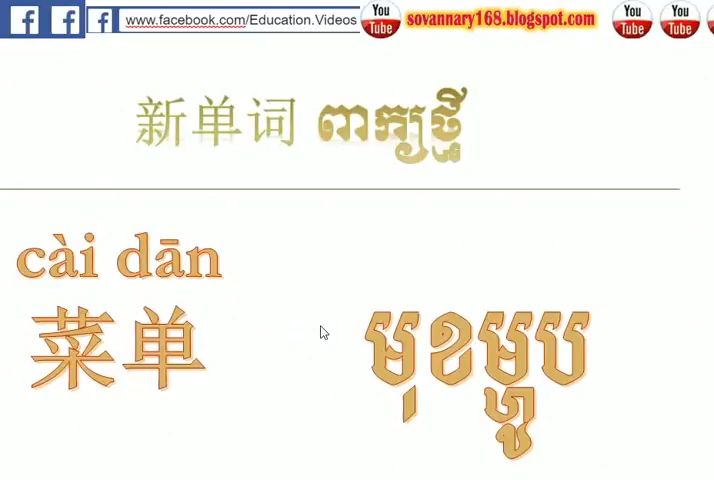 www.facebook.com/Education.Videos sovannary168.blogspot.com You Tube You Tube You Tube You
新单词 ពាក្យថ្មី
cài dān
菜单 មុខម្ហូប